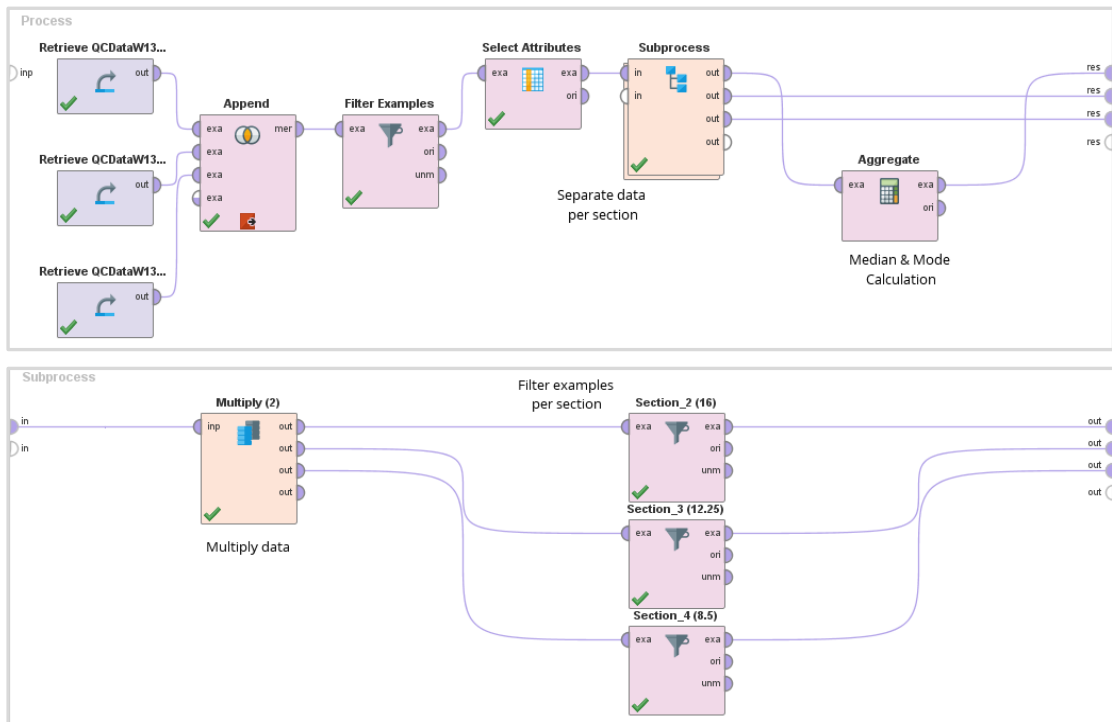 Process
inp
Retrieve QCDataW13...
out
Retrieve QCDataW13...
out
Retrieve QCDataW13...
out
Append
exa
mer
exa
exa
exa
Filter Examples
exa
exa
ori
unm
Select Attributes
exa
exa
ori
Subprocess
in
out
in
out
out
out
Separate data
per section
Aggregate
exa
exa
ori
Median & Mode
Calculation
res
res
res
res
Subprocess
in
in
Multiply (2)
inp
out
out
out
out
Multiply data
Filter examples
per section
Section_2 (16)
exa
exa
ori
unm
Section_3 (12.25)
exa
exa
ori
unm
Section_4 (8.5)
exa
exa
ori
unm
out
out
out
out